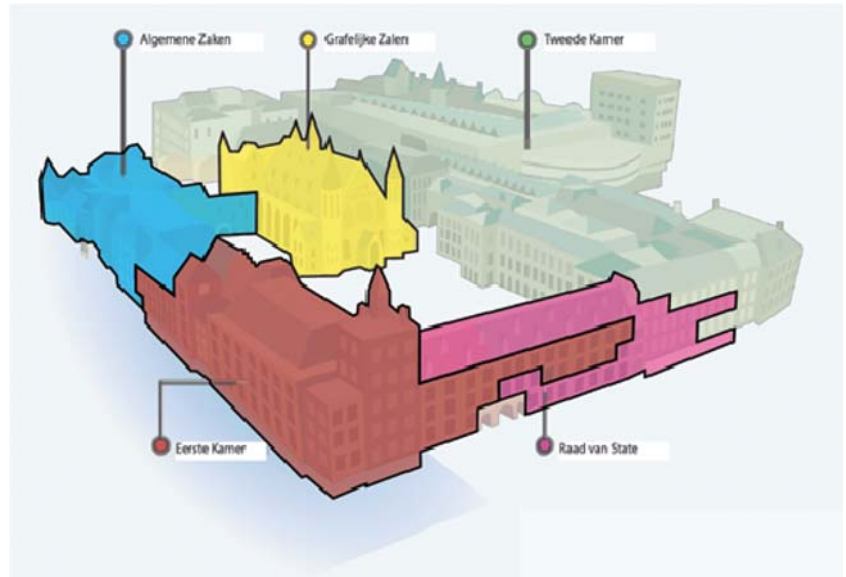 Algemene Zaken
Grafelijke Zalen
Tweede Kamer
Eerste Kamer
Raad van State